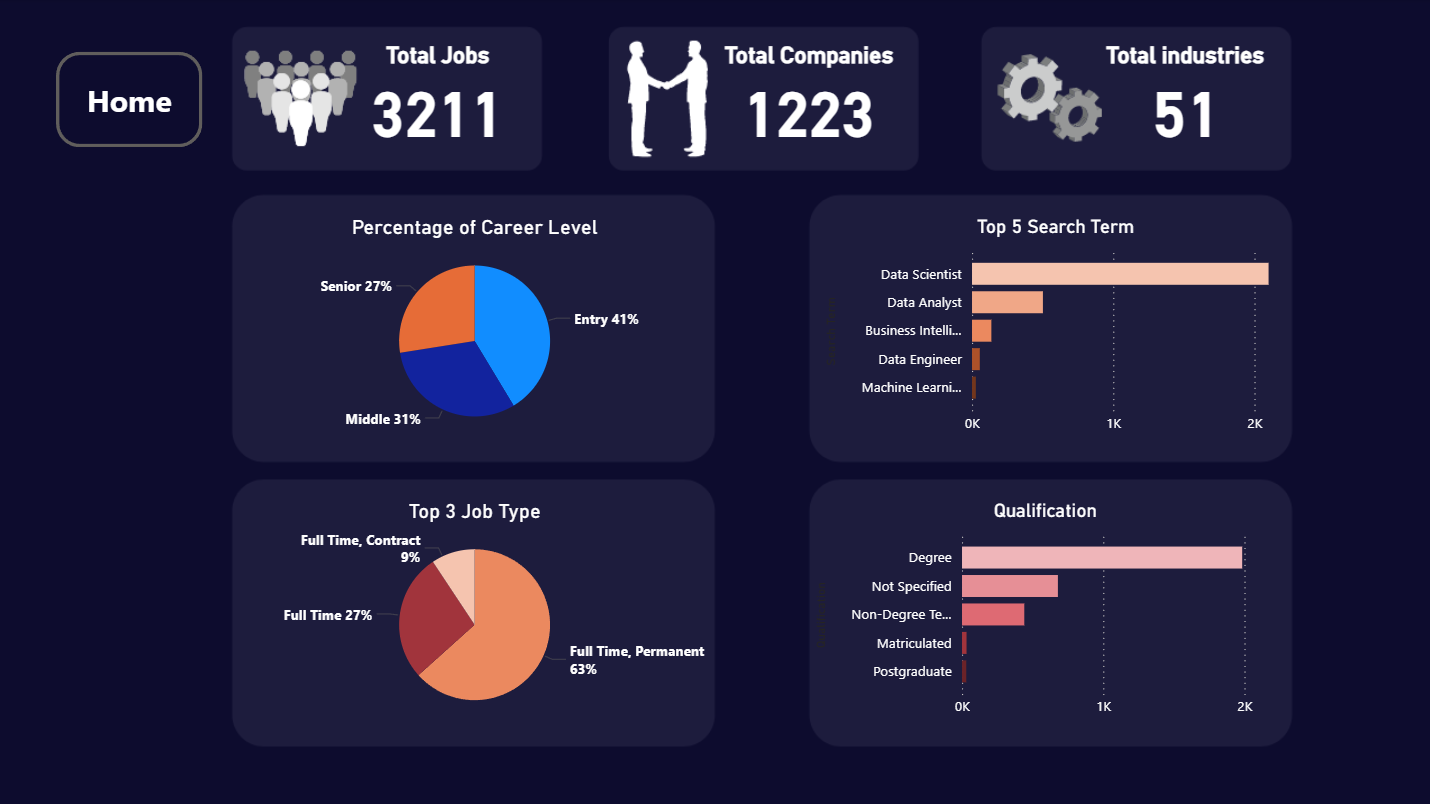 Home
Total Jobs
3211
Total Companies
1223
Total industries
51
Percentage of Career Level
Senior 27%
Entry 41%
Middle 31%
Top 5 Search Term
Data Scientist
Data Analyst
Business Intelli...
Data Engineer
Machine Learni...
0K 1K 2K
Top 3 Job Type
Full Time, Contract
9%
Full Time 27%
Full Time, Permanent
63%
Qualification
Degree
Not Specified
Non-Degree Te...
Matriculated
Postgraduate
0K 1K 2K